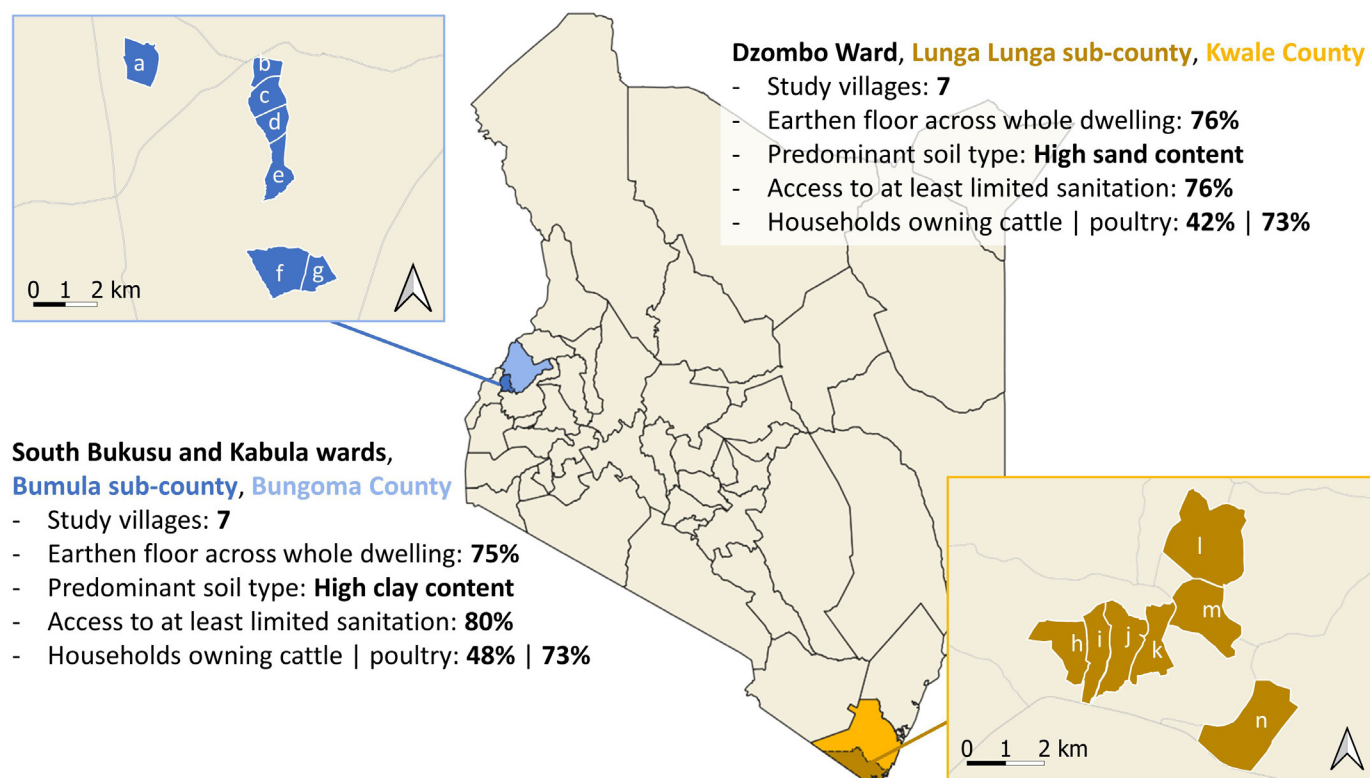 a
b
c
d
e
f
g
0 1 2 km
Dzombo Ward, Lunga Lunga sub-county, Kwale County
- Study villages: 7
- Earthen floor across whole dwelling: 76%
- Predominant soil type: High sand content
- Access to at least limited sanitation: 76%
- Households owning cattle | poultry: 42% | 73%
South Bukusu and Kabula wards,
Bumula sub-county, Bungoma County
- Study villages: 7
- Earthen floor across whole dwelling: 75%
- Predominant soil type: High clay content
- Access to at least limited sanitation: 80%
- Households owning cattle | poultry: 48% | 73%
l
m
h i j k
n
0 1 2 km